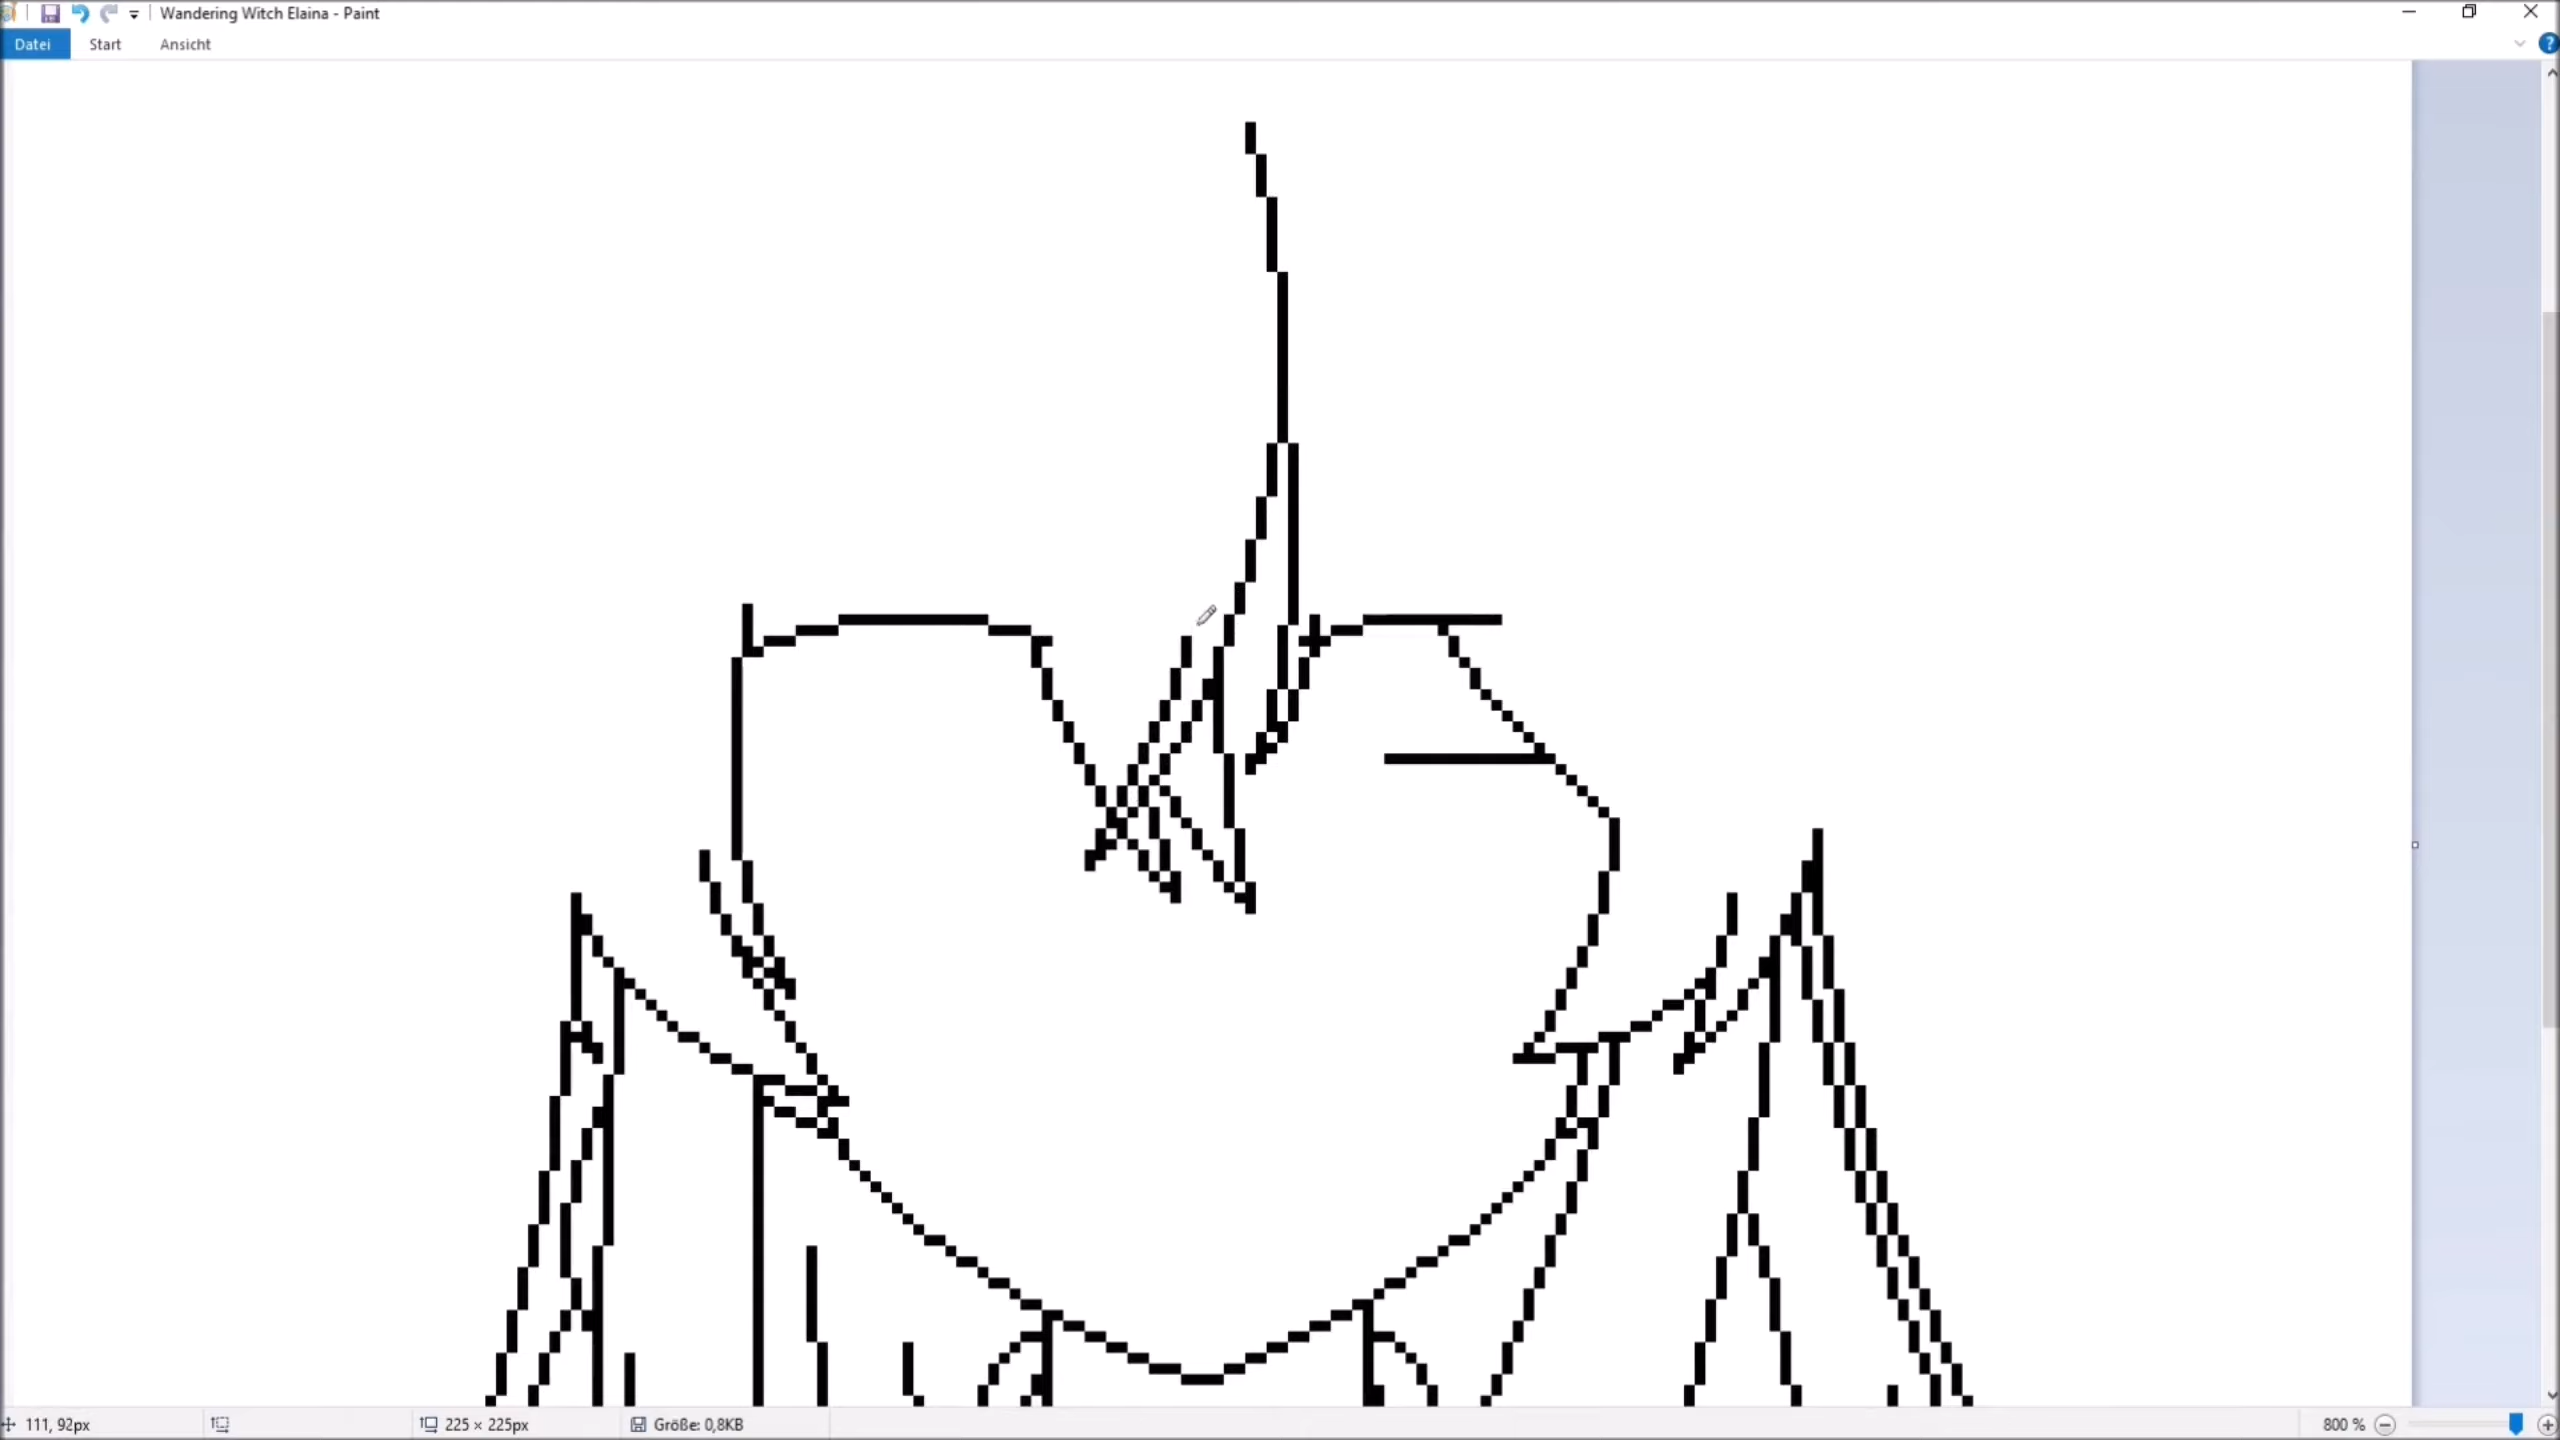 Wandering Witch Elaina - Paint
Datei Start Ansicht
?
111, 92px 225 × 225px Größe: 0,8KB 800 %